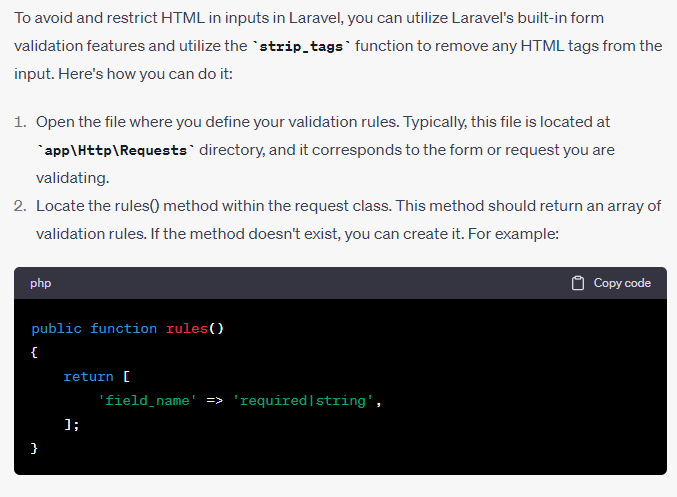 To avoid and restrict HTML in inputs in Laravel, you can utilize Laravel's built-in form
validation features and utilize the `strip_tags` function to remove any HTML tags from the
input. Here's how you can do it:
1. Open the file where you define your validation rules. Typically, this file is located at
`app\Http\Requests` directory, and it corresponds to the form or request you are
validating.
2. Locate the rules() method within the request class. This method should return an array of
validation rules. If the method doesn't exist, you can create it. For example:
php Copy code
public function rules()
{
    return [
        'field_name' => 'required|string',
    ];
}